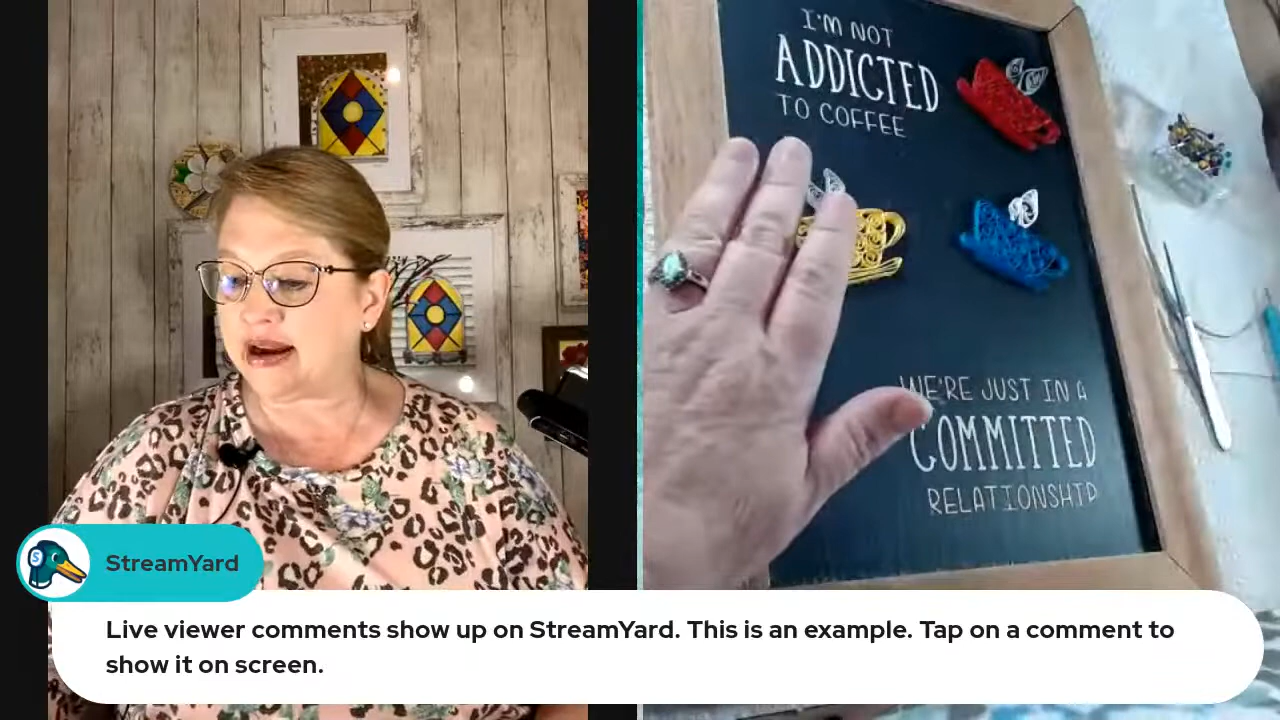 I'M NOT
ADDICTED
TO COFFEE
WE'RE JUST IN A
COMMITTED
RELATIONSHIP
StreamYard
Live viewer comments show up on StreamYard. This is an example. Tap on a comment to
show it on screen.